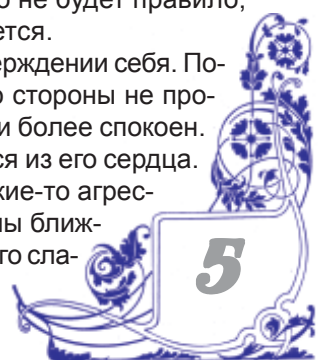 не будет правило,
ется.
ерждении себя. По-
о стороны не про-
и более спокоен.
ся из его сердца.
кие-то агрес-
ны ближ-
го сла-
5